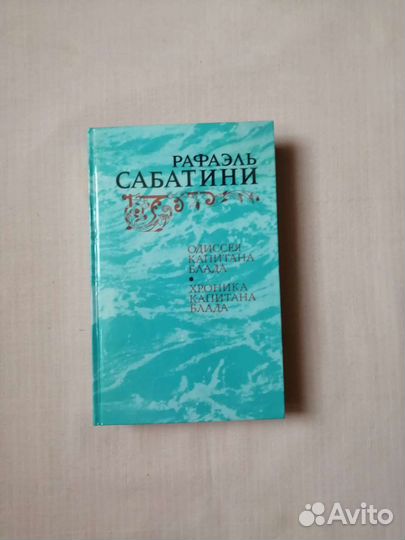 РАФАЭЛЬ
САБАТИНИ
ОДИССЕЯ
КАПИТАНА
БЛАДА
•
ХРОНИКА
КАПИТАНА
БЛАДА
Avito